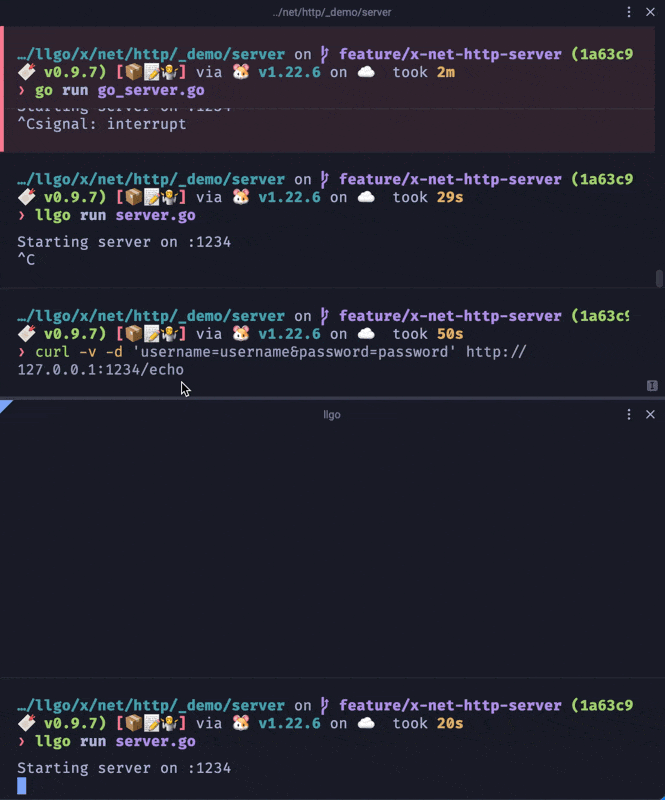 ../net/http/_demo/server
…/llgo/x/net/http/_demo/server on feature/x-net-http-server (1a63c9
v0.9.7) [📦📝🤷] via 🐹 v1.22.6 on ☁️ took 2m
❯ go run go_server.go
Starting server on :1234
^Csignal: interrupt
…/llgo/x/net/http/_demo/server on feature/x-net-http-server (1a63c9
v0.9.7) [📦📝🤷] via 🐹 v1.22.6 on ☁️ took 29s
❯ llgo run server.go
Starting server on :1234
^C
…/llgo/x/net/http/_demo/server on feature/x-net-http-server (1a63c9
v0.9.7) [📦📝🤷] via 🐹 v1.22.6 on ☁️ took 50s
❯ curl -v -d 'username=username&password=password' http://
127.0.0.1:1234/echo
llgo
…/llgo/x/net/http/_demo/server on feature/x-net-http-server (1a63c9
v0.9.7) [📦📝🤷] via 🐹 v1.22.6 on ☁️ took 20s
❯ llgo run server.go
Starting server on :1234